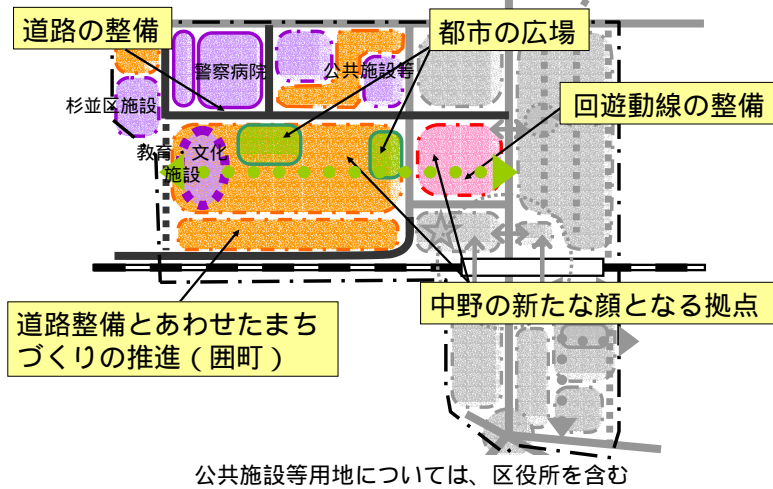 道路の整備
都市の広場
警察病院
公共施設等
杉並区施設
回遊動線の整備
教育・文化
施設
中野の新たな顔となる拠点
道路整備とあわせたまち
づくりの推進（囲町）
公共施設等用地については、区役所を含む